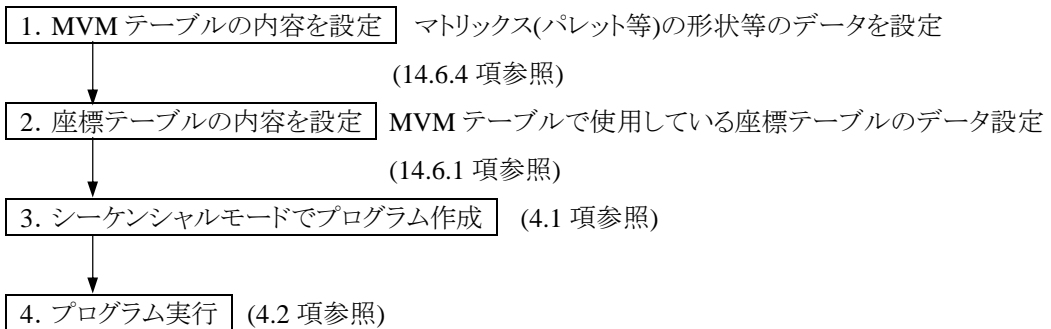 1. MVM テーブルの内容を設定 マトリックス(パレット等)の形状等のデータを設定
(14.6.4 項参照)
2. 座標テーブルの内容を設定 MVM テーブルで使用している座標テーブルのデータ設定
(14.6.1 項参照)
3. シーケンシャルモードでプログラム作成 (4.1 項参照)
4. プログラム実行 (4.2 項参照)